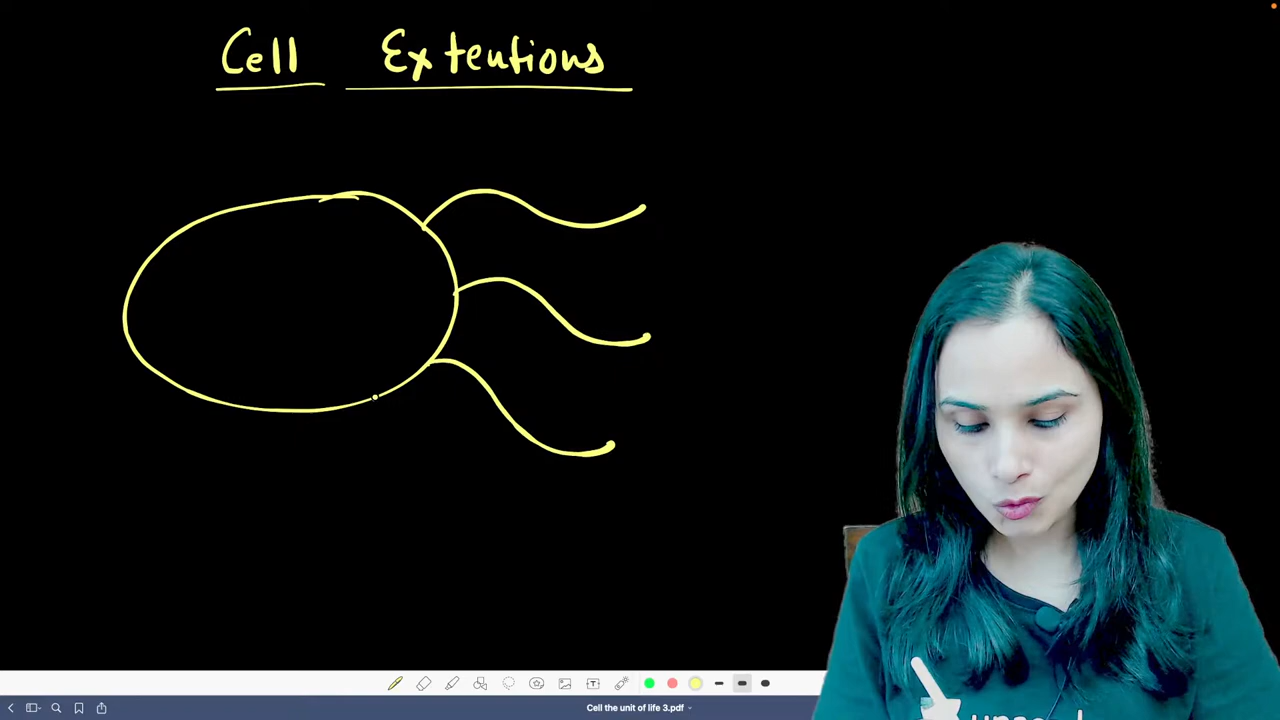 Cell Extentions
Cell the unit of life 3.pdf